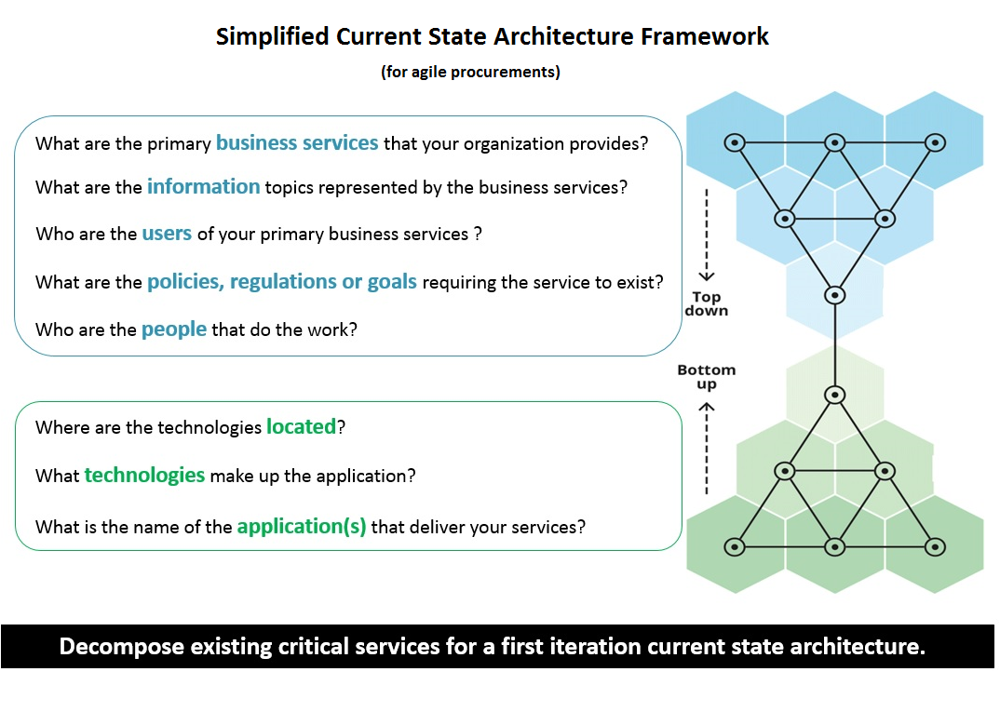 Simplified Current State Architecture Framework
(for agile procurements)
What are the primary business services that your organization provides?
What are the information topics represented by the business services?
Who are the users of your primary business services ?
What are the policies, regulations or goals requiring the service to exist?
Who are the people that do the work?
Top
down
Bottom
up
Where are the technologies located?
What technologies make up the application?
What is the name of the application(s) that deliver your services?
Decompose existing critical services for a first iteration current state architecture.